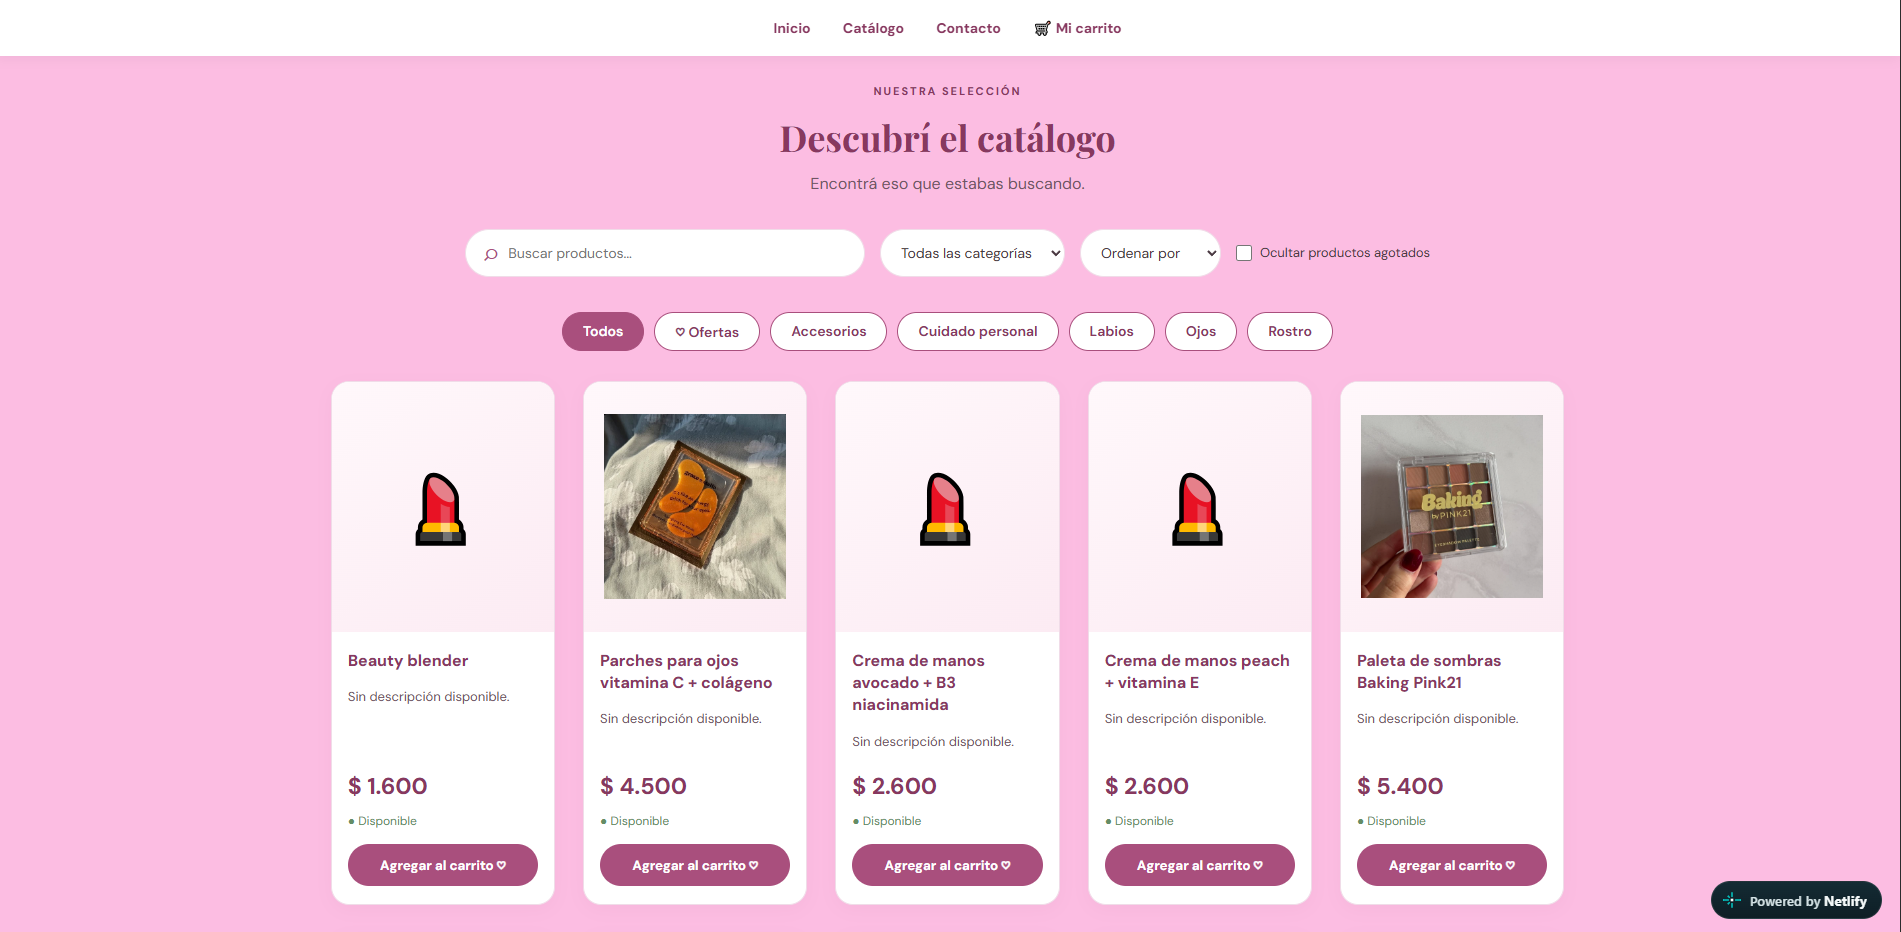 Inicio
Catálogo
Contacto
Mi carrito
NUESTRA SELECCIÓN
Descubrí el catálogo
Encontrá eso que estabas buscando.
Buscar productos...
Todas las categorías
Ordenar por
Ocultar productos agotados
Todos
♡ Ofertas
Accesorios
Cuidado personal
Labios
Ojos
Rostro
Beauty blender
Sin descripción disponible.
$ 1.600
● Disponible
Agregar al carrito ♡
Parches para ojos
vitamina C + colágeno
Sin descripción disponible.
$ 4.500
● Disponible
Agregar al carrito ♡
Crema de manos
avocado + B3
niacinamida
Sin descripción disponible.
$ 2.600
● Disponible
Agregar al carrito ♡
Crema de manos peach
+ vitamina E
Sin descripción disponible.
$ 2.600
● Disponible
Agregar al carrito ♡
Baking
by PINK21
Paleta de sombras
Baking Pink21
Sin descripción disponible.
$ 5.400
● Disponible
Agregar al carrito ♡
Powered by Netlify